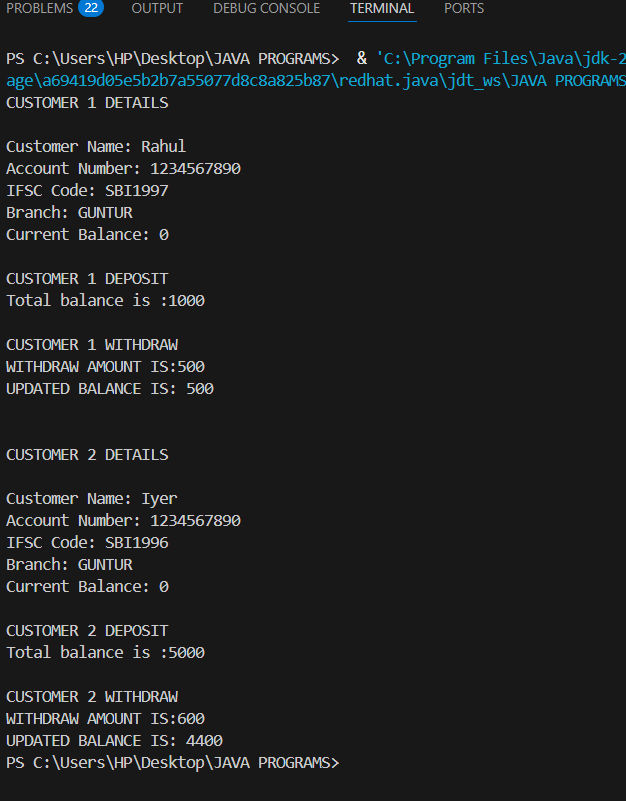 PROBLEMS 22 OUTPUT DEBUG CONSOLE TERMINAL PORTS
PS C:\Users\HP\Desktop\JAVA PROGRAMS>  & 'C:\Program Files\Java\jdk-2
age\a69419d05e5b2b7a55077d8c8a825b87\redhat.java\jdt_ws\JAVA PROGRAMS
CUSTOMER 1 DETAILS
Customer Name: Rahul
Account Number: 1234567890
IFSC Code: SBI1997
Branch: GUNTUR
Current Balance: 0
CUSTOMER 1 DEPOSIT
Total balance is :1000
CUSTOMER 1 WITHDRAW
WITHDRAW AMOUNT IS:500
UPDATED BALANCE IS: 500
CUSTOMER 2 DETAILS
Customer Name: Iyer
Account Number: 1234567890
IFSC Code: SBI1996
Branch: GUNTUR
Current Balance: 0
CUSTOMER 2 DEPOSIT
Total balance is :5000
CUSTOMER 2 WITHDRAW
WITHDRAW AMOUNT IS:600
UPDATED BALANCE IS: 4400
PS C:\Users\HP\Desktop\JAVA PROGRAMS>